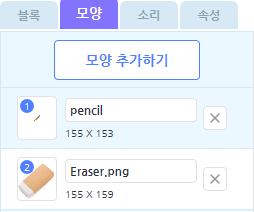 블록 모양 소리 속성
모양 추가하기
1
pencil
155 X 153
2
Eraser.png
155 X 159